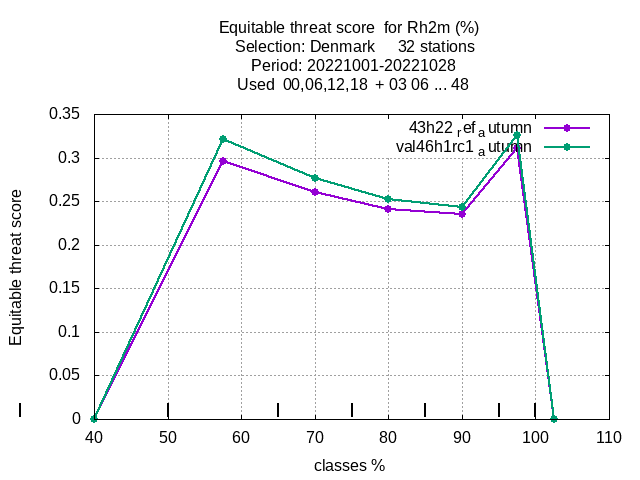 Equitable threat score for Rh2m (%)
Selection: Denmark 32 stations
Period: 20221001-20221028
Used 00,06,12,18 + 03 06 ... 48
43h22 ref autumn
val46h1rc1 autumn
Equitable threat score
0.35
0.3
0.25
0.2
0.15
0.1
0.05
0
40 50 60 70 80 90 100 110
classes %